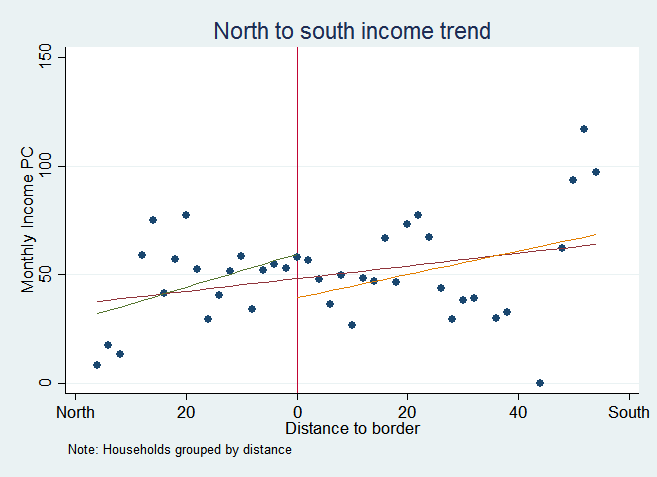 North to south income trend
150
100
50
0
Monthly Income PC
North 20 0 20 40 South
Distance to border
Note: Households grouped by distance